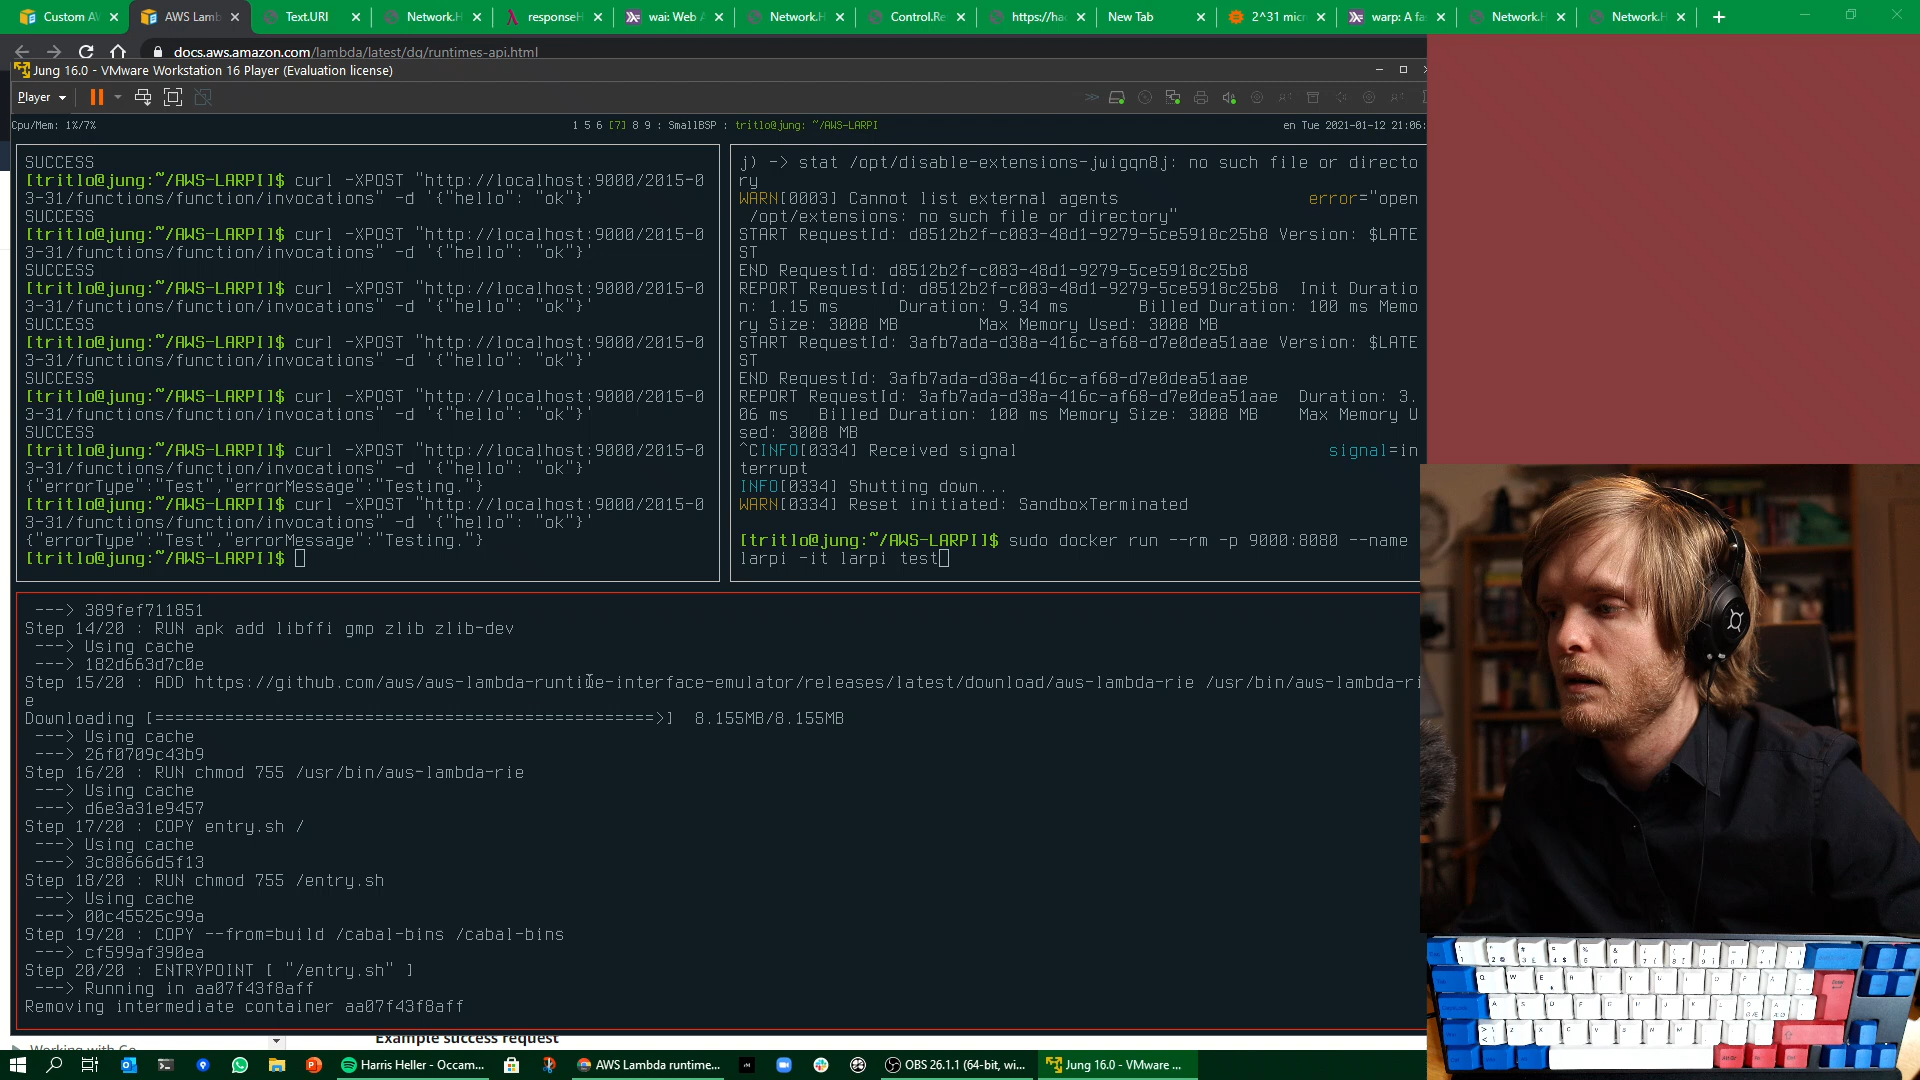 Custom AV
AWS Lamb
Text.URI
Network.H
responseH
wai: Web A
Network.H
Control.Re
https://ha
New Tab
2^31 micr
warp: A fa
Network.H
Network.H
docs.aws.amazon.com/lambda/latest/dg/runtimes-api.html
Jung 16.0 - VMware Workstation 16 Player (Evaluation license)
Player
Cpu/Mem: 1%/7%
1 5 6 [7] 8 9 : SmallBSP : tritlo@jung: ~/AWS-LARPI
en Tue 2021-01-12 21:06:
SUCCESS
[tritlo@jung:~/AWS-LARPI]$ curl -XPOST "http://localhost:9000/2015-0
3-31/functions/function/invocations" -d '{"hello": "ok"}'
SUCCESS
[tritlo@jung:~/AWS-LARPI]$ curl -XPOST "http://localhost:9000/2015-0
3-31/functions/function/invocations" -d '{"hello": "ok"}'
SUCCESS
[tritlo@jung:~/AWS-LARPI]$ curl -XPOST "http://localhost:9000/2015-0
3-31/functions/function/invocations" -d '{"hello": "ok"}'
SUCCESS
[tritlo@jung:~/AWS-LARPI]$ curl -XPOST "http://localhost:9000/2015-0
3-31/functions/function/invocations" -d '{"hello": "ok"}'
SUCCESS
[tritlo@jung:~/AWS-LARPI]$ curl -XPOST "http://localhost:9000/2015-0
3-31/functions/function/invocations" -d '{"hello": "ok"}'
SUCCESS
[tritlo@jung:~/AWS-LARPI]$ curl -XPOST "http://localhost:9000/2015-0
3-31/functions/function/invocations" -d '{"hello": "ok"}'
{"errorType":"Test","errorMessage":"Testing."}
[tritlo@jung:~/AWS-LARPI]$ curl -XPOST "http://localhost:9000/2015-0
3-31/functions/function/invocations" -d '{"hello": "ok"}'
{"errorType":"Test","errorMessage":"Testing."}
[tritlo@jung:~/AWS-LARPI]$
j) -> stat /opt/disable-extensions-jwigqn8j: no such file or directo
ry
WARN[0003] Cannot list external agents error="open
/opt/extensions: no such file or directory"
START RequestId: d8512b2f-c083-48d1-9279-5ce5918c25b8 Version: $LATE
ST
END RequestId: d8512b2f-c083-48d1-9279-5ce5918c25b8
REPORT RequestId: d8512b2f-c083-48d1-9279-5ce5918c25b8 Init Duratio
n: 1.15 ms Duration: 9.34 ms Billed Duration: 100 ms Memo
ry Size: 3008 MB Max Memory Used: 3008 MB
START RequestId: 3afb7ada-d38a-416c-af68-d7e0dea51aae Version: $LATE
ST
END RequestId: 3afb7ada-d38a-416c-af68-d7e0dea51aae
REPORT RequestId: 3afb7ada-d38a-416c-af68-d7e0dea51aae Duration: 3.
06 ms Billed Duration: 100 ms Memory Size: 3008 MB Max Memory U
sed: 3008 MB
^CINFO[0334] Received signal signal=in
terrupt
INFO[0334] Shutting down...
WARN[0334] Reset initiated: SandboxTerminated
[tritlo@jung:~/AWS-LARPI]$ sudo docker run --rm -p 9000:8080 --name
larpi -it larpi test
---> 389fef711851
Step 14/20 : RUN apk add libffi gmp zlib zlib-dev
---> Using cache
---> 182d663d7c0e
Step 15/20 : ADD https://github.com/aws/aws-lambda-runtime-interface-emulator/releases/latest/download/aws-lambda-rie /usr/bin/aws-lambda-ri
e
Downloading [==================================================>] 8.155MB/8.155MB
---> Using cache
---> 26f0709c43b9
Step 16/20 : RUN chmod 755 /usr/bin/aws-lambda-rie
---> Using cache
---> d6e3a31e9457
Step 17/20 : COPY entry.sh /
---> Using cache
---> 3c88666d5f13
Step 18/20 : RUN chmod 755 /entry.sh
---> Using cache
---> 00c45525c99a
Step 19/20 : COPY --from=build /cabal-bins /cabal-bins
---> cf599af390ea
Step 20/20 : ENTRYPOINT [ "/entry.sh" ]
---> Running in aa07f43f8aff
Removing intermediate container aa07f43f8aff
Working with Go
Example success request
Harris Heller - Occam...
AWS Lambda runtime...
OBS 26.1.1 (64-bit, wi...
Jung 16.0 - VMware ...